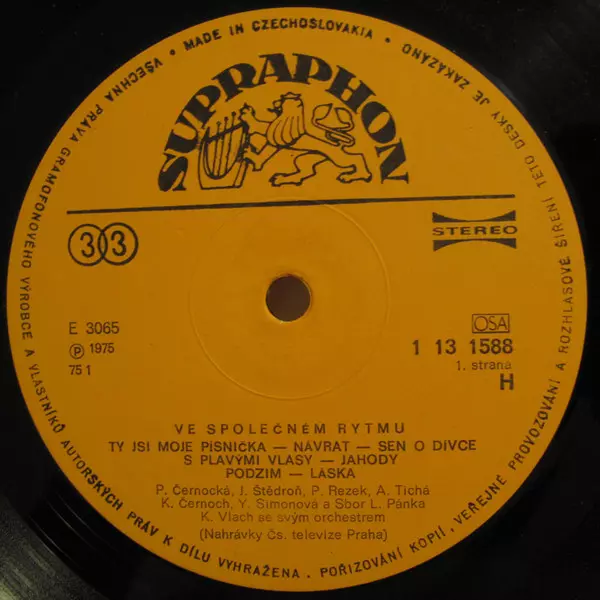 VŠECHNA PRÁVA GRAMOFONOVÉHO VÝROBCE A VLASTNÍKŮ AUTORSKÝCH PRÁV K DÍLU VYHRAŽENA. POŘIZOVÁNÍ KOPIÍ, VEŘEJNÉ PROVOZOVÁNÍ A ROZHLASOVÉ ŠÍŘENÍ TÉTO DESKY JE ZAKÁZÁNO • MADE IN CZECHOSLOVAKIA •
SUPRAPHON
33
STEREO
E 3065
Ⓟ 1975
75 1
OSA
1 13 1588
1. strana
H
VE SPOLEČNÉM RYTMU
TY JSI MOJE PÍSNIČKA — NÁVRAT — SEN O DÍVCE
S PLAVÝMI VLASY — JAHODY
PODZIM — LÁSKA
P. Černocká, J. Štědroň, P. Rezek, A. Tichá
K. Černoch, Y. Simonová a Sbor L. Pánka
K. Vlach se svým orchestrem
(Nahrávky Čs. televize Praha)